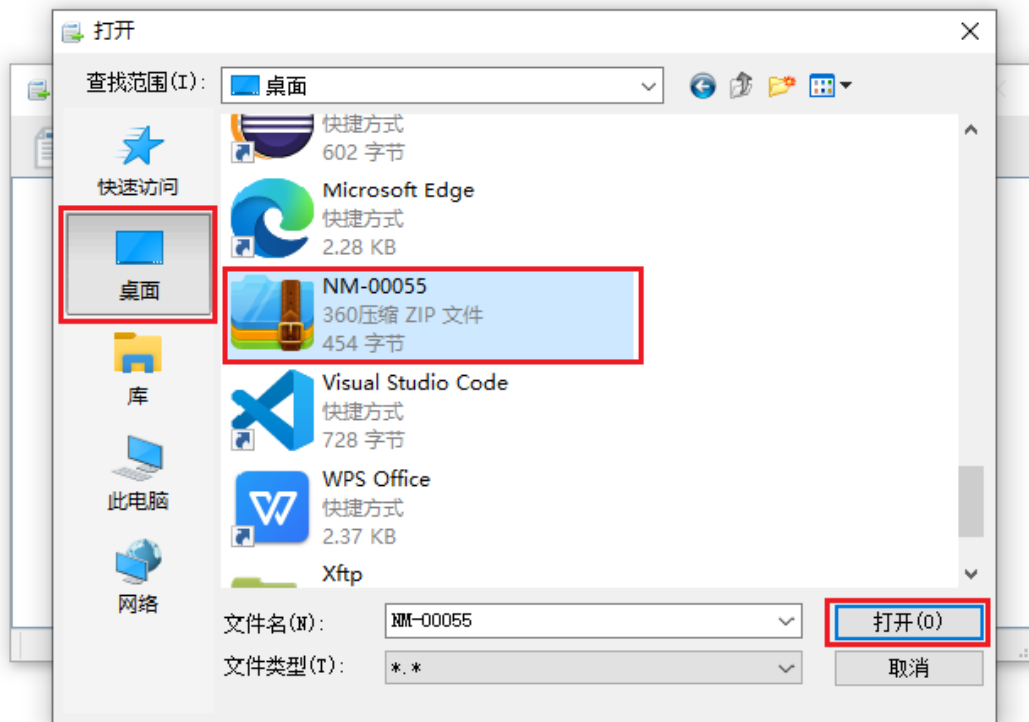 打开
查找范围(I):
桌面
快速访问
桌面
库
此电脑
网络
快捷方式
602 字节
Microsoft Edge
快捷方式
2.28 KB
NM-00055
360压缩 ZIP 文件
454 字节
Visual Studio Code
快捷方式
728 字节
WPS Office
快捷方式
2.37 KB
Xftp
文件名(N):
NM-00055
打开(O)
文件类型(T):
*.*
取消